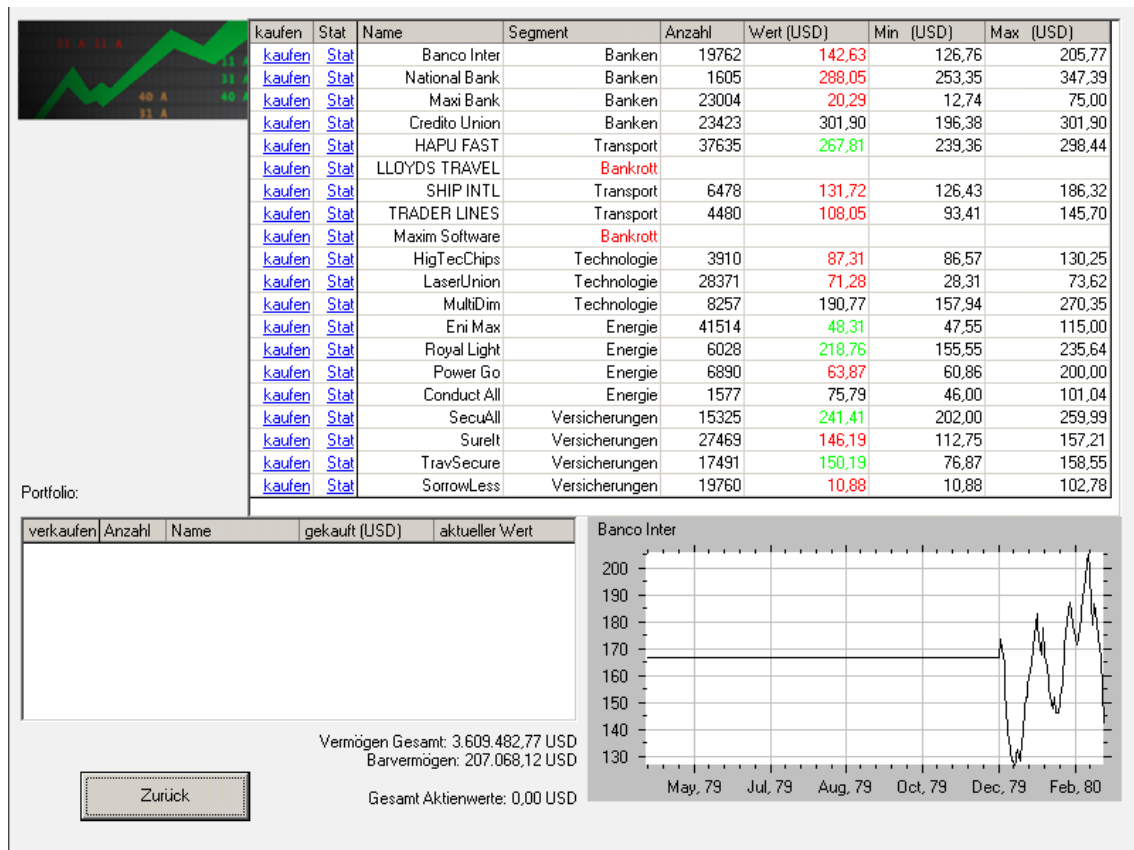 kaufen Stat Name Segment Anzahl Wert (USD) Min (USD) Max (USD)
kaufen Stat Banco Inter Banken 19762 142,63 126,76 205,77
kaufen Stat National Bank Banken 1605 288,05 253,35 347,39
kaufen Stat Maxi Bank Banken 23004 20,29 12,74 75,00
kaufen Stat Credito Union Banken 23423 301,90 196,38 301,90
kaufen Stat HAPU FAST Transport 37635 267,81 239,36 298,44
kaufen Stat LLOYDS TRAVEL Bankrott
kaufen Stat SHIP INTL Transport 6478 131,72 126,43 186,32
kaufen Stat TRADER LINES Transport 4480 108,05 93,41 145,70
kaufen Stat Maxim Software Bankrott
kaufen Stat HigTecChips Technologie 3910 87,31 86,57 130,25
kaufen Stat LaserUnion Technologie 28371 71,28 28,31 73,62
kaufen Stat MultiDim Technologie 8257 190,77 157,94 270,35
kaufen Stat Eni Max Energie 41514 48,31 47,55 115,00
kaufen Stat Royal Light Energie 6028 218,76 155,55 235,64
kaufen Stat Power Go Energie 6890 63,87 60,86 200,00
kaufen Stat Conduct All Energie 1577 75,79 46,00 101,04
kaufen Stat SecuAll Versicherungen 15325 241,41 202,00 259,99
kaufen Stat SureIt Versicherungen 27469 146,19 112,75 157,21
kaufen Stat TravSecure Versicherungen 17491 150,19 76,87 158,55
kaufen Stat SorrowLess Versicherungen 19760 10,88 10,88 102,78
40 A
31 A
Portfolio:
verkaufen Anzahl Name gekauft (USD) aktueller Wert
Banco Inter
200
190
180
170
160
150
140
130
May, 79 Jul, 79 Aug, 79 Oct, 79 Dec, 79 Feb, 80
Vermögen Gesamt: 3.609.482,77 USD
Barvermögen: 207.068,12 USD
Gesamt Aktienwerte: 0,00 USD
Zurück